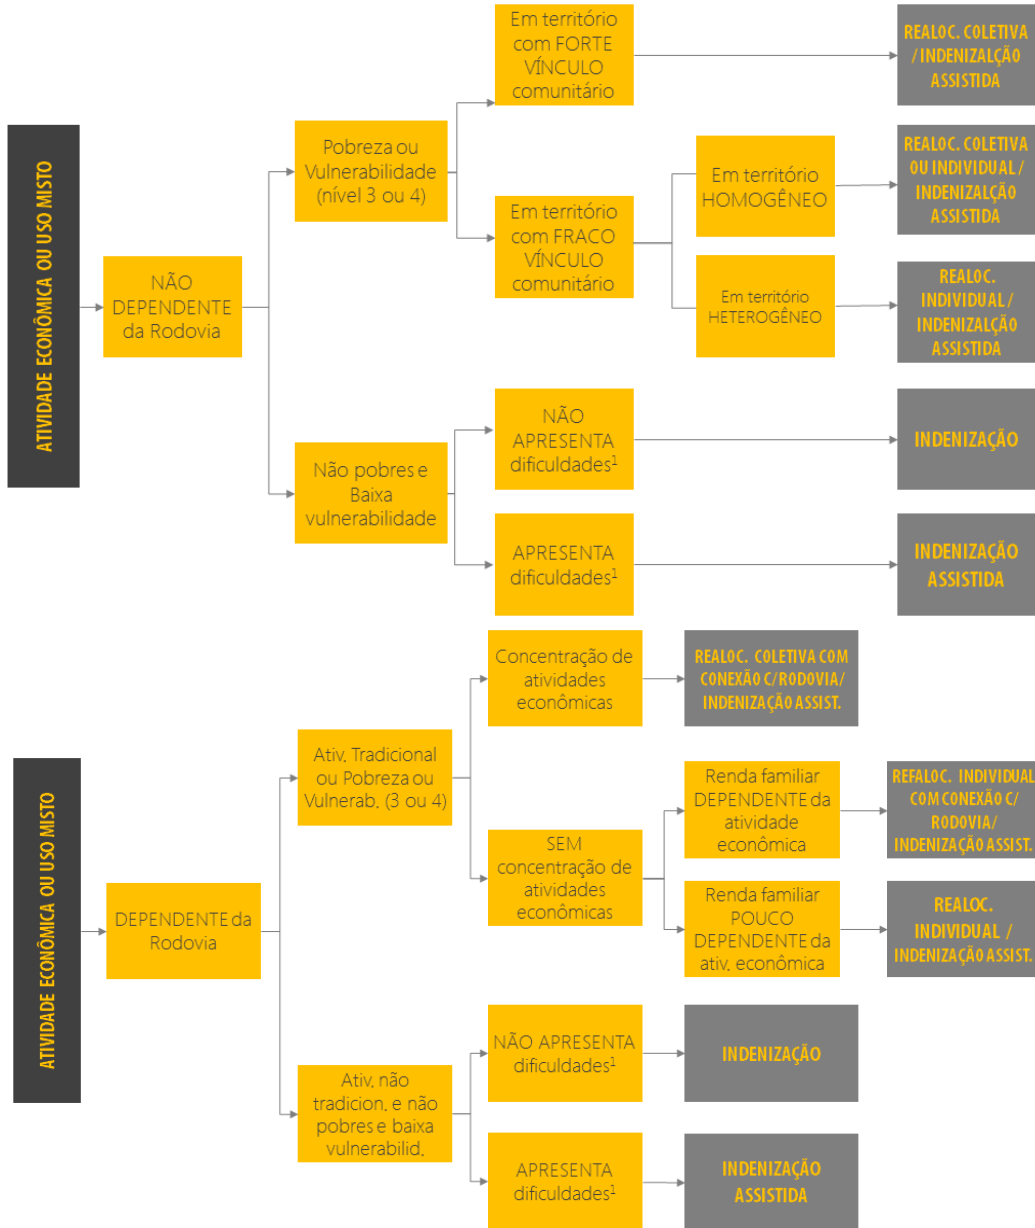 ATIVIDADE ECONÔMICA OU USO MISTO
NÃO
DEPENDENTE
da Rodovia
Pobreza ou
Vulnerabilidade
(nível 3 ou 4)
Em território
com FORTE
VÍNCULO
comunitário
REALOC. COLETIVA
/ INDENIZALÇÃO
ASSISTIDA
Em território
com FRACO
VÍNCULO
comunitário
Em território
HOMOGÊNEO
REALOC. COLETIVA
OU INDIVIDUAL /
INDENIZALÇÃO
ASSISTIDA
Em território
HETEROGÊNEO
REALOC.
INDIVIDUAL /
INDENIZALÇÃO
ASSISTIDA
Não pobres e
Baixa
vulnerabilidade
NÃO
APRESENTA
dificuldades¹
INDENIZAÇÃO
APRESENTA
dificuldades¹
INDENIZAÇÃO
ASSISTIDA
ATIVIDADE ECONÔMICA OU USO MISTO
DEPENDENTE da
Rodovia
Ativ. Tradicional
ou Pobreza ou
Vulnerab. (3 ou 4)
Concentração de
atividades
econômicas
REALOC. COLETIVA COM
CONEXÃO C/RODOVIA/
INDENIZAÇÃO ASSIST.
SEM
concentração de
atividades
econômicas
Renda familiar
DEPENDENTE da
atividade
econômica
REFALOC. INDIVIDUAL
COM CONEXÃO C/
RODOVIA/
INDENIZAÇÃO ASSIST.
Renda familiar
POUCO
DEPENDENTE da
ativ. econômica
REALOC.
INDIVIDUAL /
INDENIZAÇÃO ASSIST.
Ativ. não
tradicion. e não
pobres e baixa
vulnerabilid.
NÃO APRESENTA
dificuldades¹
INDENIZAÇÃO
APRESENTA
dificuldades¹
INDENIZAÇÃO
ASSISTIDA